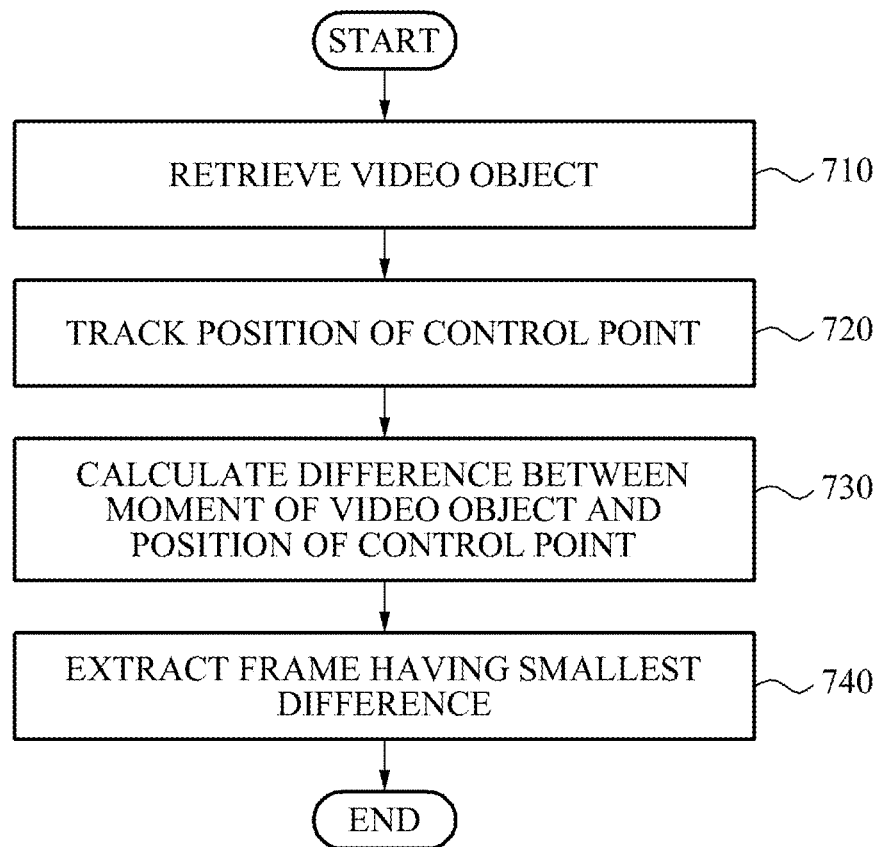 START
RETRIEVE VIDEO OBJECT
710
TRACK POSITION OF CONTROL POINT
720
CALCULATE DIFFERENCE BETWEEN
MOMENT OF VIDEO OBJECT AND
POSITION OF CONTROL POINT
730
EXTRACT FRAME HAVING SMALLEST
DIFFERENCE
740
END